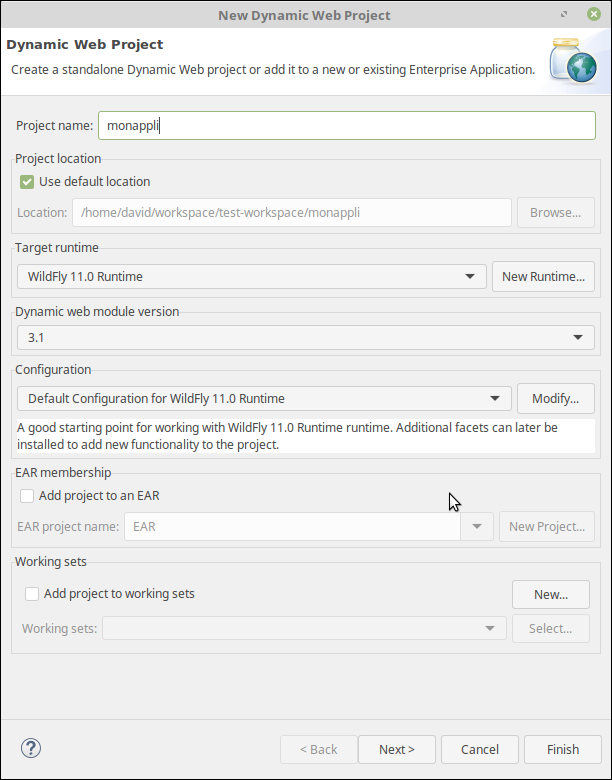 New Dynamic Web Project
Dynamic Web Project
Create a standalone Dynamic Web project or add it to a new or existing Enterprise Application.
Project name: monappli
Project location
Use default location
Location: /home/david/workspace/test-workspace/monappli Browse...
Target runtime
WildFly 11.0 Runtime New Runtime...
Dynamic web module version
3.1
Configuration
Default Configuration for WildFly 11.0 Runtime Modify...
A good starting point for working with WildFly 11.0 Runtime runtime. Additional facets can later be
installed to add new functionality to the project.
EAR membership
Add project to an EAR
EAR project name: EAR New Project...
Working sets
Add project to working sets New...
Working sets: Select...
? < Back Next > Cancel Finish